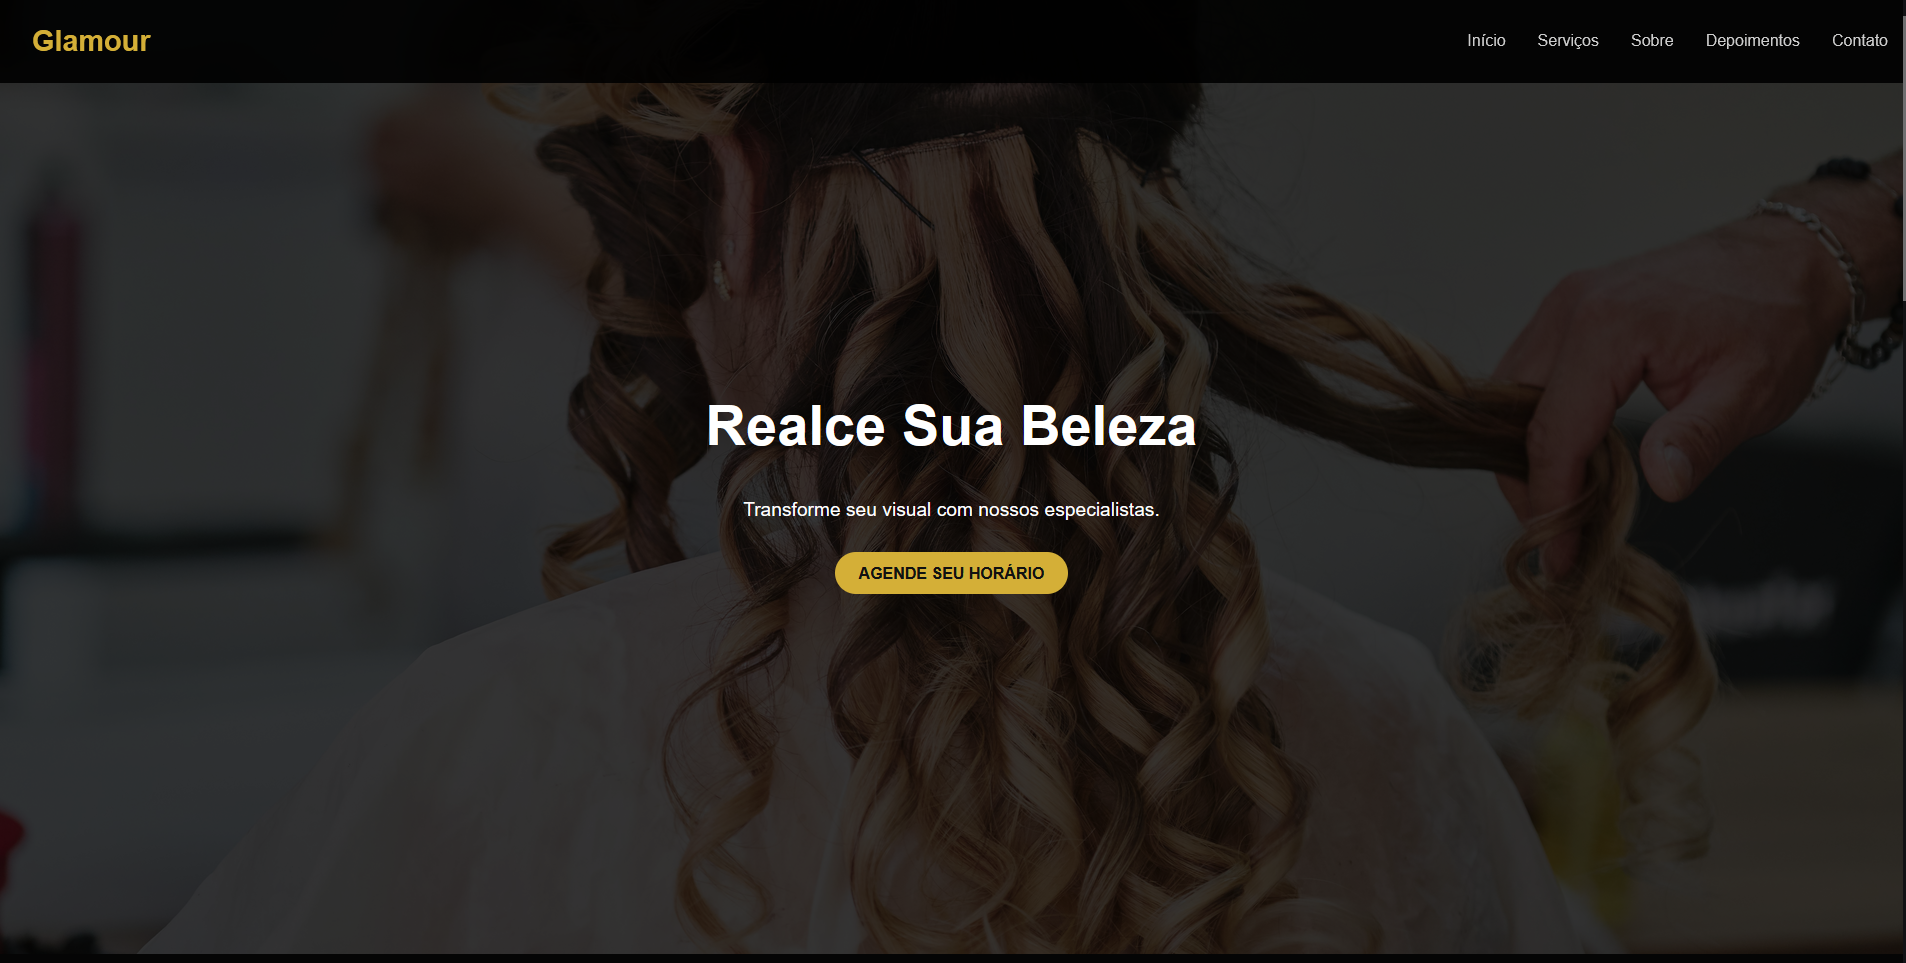 Glamour
Início Serviços Sobre Depoimentos Contato
Realce Sua Beleza
Transforme seu visual com nossos especialistas.
AGENDE SEU HORÁRIO